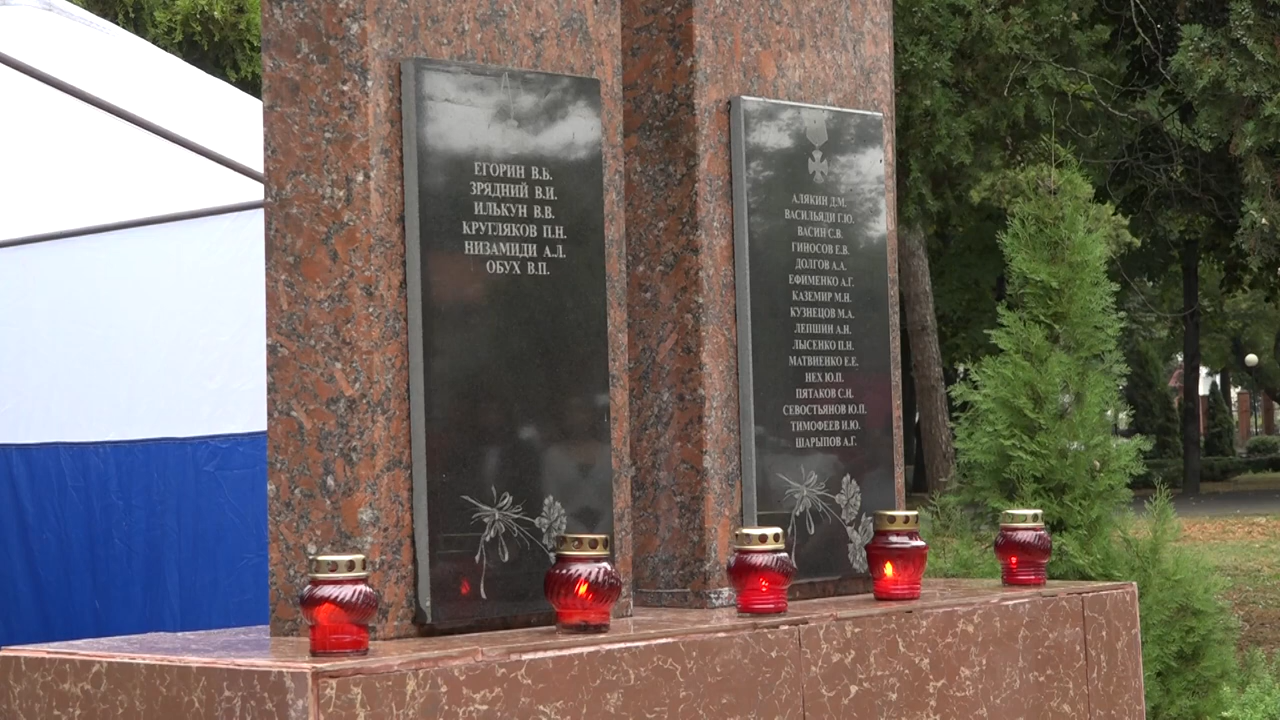 ЕГОРИН В.Б.
ЗРЯДНИЙ В.И.
ИЛЬКУН В.В.
КРУГЛЯКОВ П.Н.
НИЗАМИДИ А.Л.
ОБУХ В.П.
АЛЯКИН Д.М.
ВАСИЛЬЯДИ Г.Ю.
ВАСИН С.В.
ГИНОСОВ Е.В.
ДОЛГОВ А.А.
ЕФИМЕНКО А.Г.
КАЗЕМИР М.Н.
КУЗНЕЦОВ М.А.
ЛЕПШИН А.Н.
ЛЫСЕНКО П.Н.
МАТВИЕНКО Е.Е.
НЕХ Ю.П.
ПЯТАКОВ С.И.
СЕВОСТЬЯНОВ Ю.П.
ТИМОФЕЕВ И.Ю.
ШАРЫПОВ А.Г.